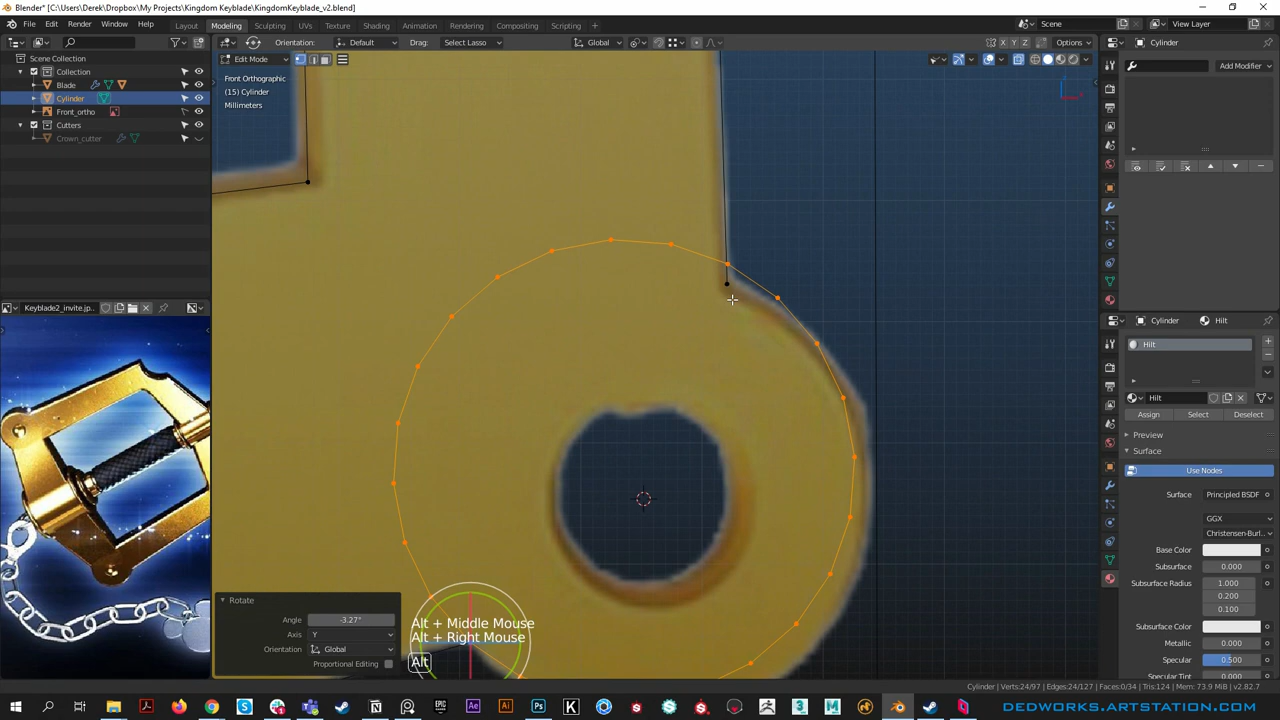 Blender* [C:\Users\Derek\Dropbox\My Projects\Kingdom Keyblade\KingdomKeyblade_v2.blend]
File Edit Render Window Help Layout Modeling Sculpting UVs Texture Shading Animation Rendering Compositing Scripting Scene View Layer
Orientation: Default Drag: Select Lasso Global X Y Z Options
Scene Collection
Collection
Blade
Cylinder
Front_ortho
Cutters
Crown_cutter
Edit Mode
Front Orthographic
(15) Cylinder
Millimeters
Keyblade2_invite.jp..
Rotate
Angle -3.27°
Axis Y
Orientation Global
Proportional Editing
Alt + Middle Mouse
Alt + Right Mouse
Alt
Cylinder
Add Modifier
Cylinder Hilt
Hilt
Hilt
Assign Select Deselect
Preview
Surface
Use Nodes
Surface Principled BSDF
GGX
Christensen-Burl..
Base Color
Subsurface 0.000
Subsurface Radius 1.000
0.200
0.100
Subsurface Color
Metallic 0.000
Specular 0.500
Specular Tint 0.000
Cylinder | Verts:24/97 | Edges:24/127 | Faces:0/34 | Tris:124 | Mem: 73.9 MiB | v2.82.7
DEDWORKS.ARTSTATION.COM